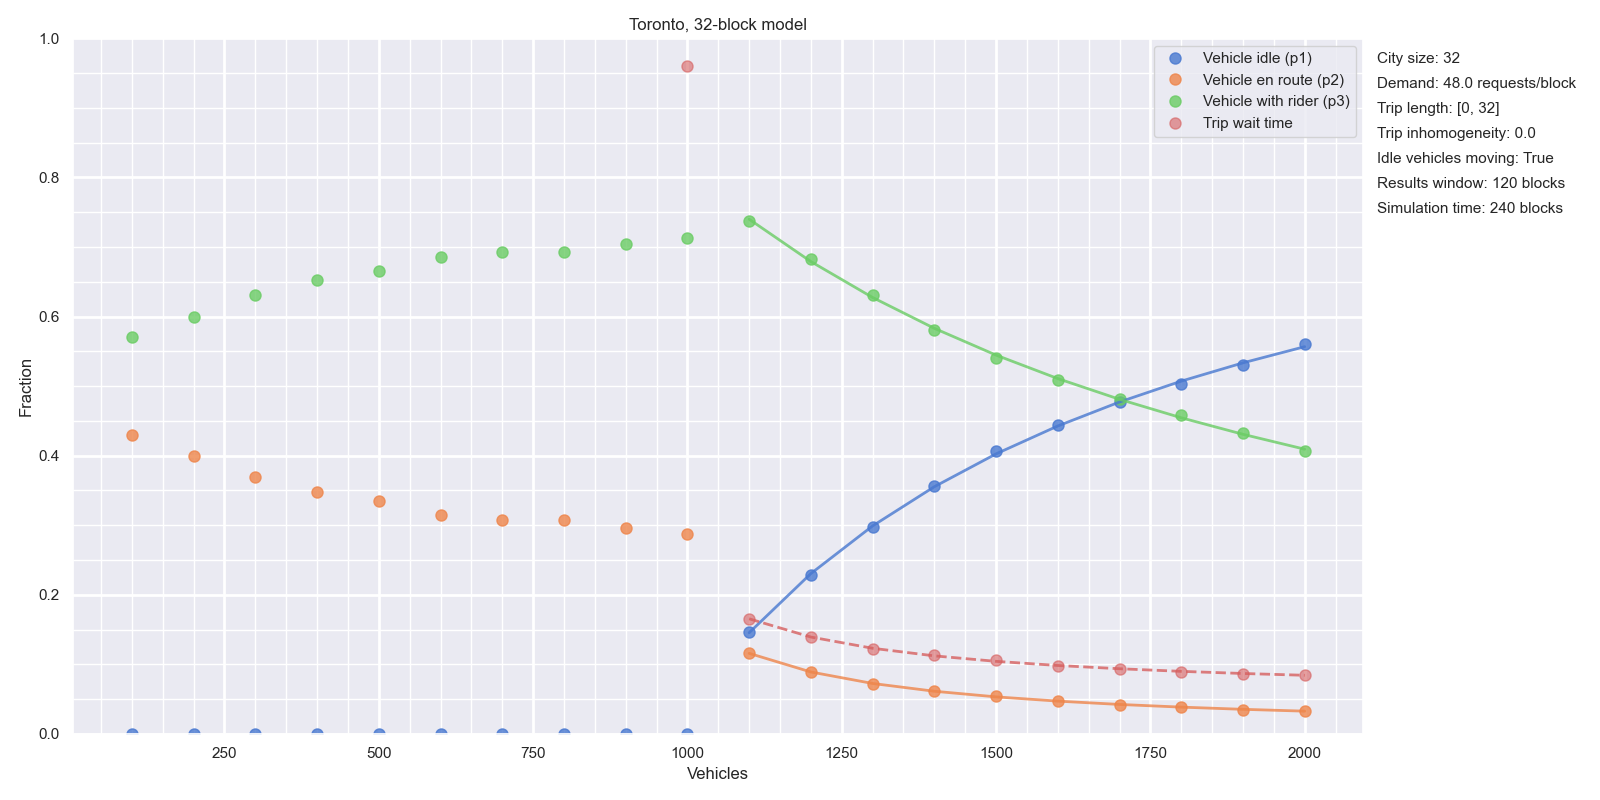 Toronto, 32-block model
1.0
0.8
0.6
0.4
0.2
0.0
Fraction
Vehicle idle (p1)
Vehicle en route (p2)
Vehicle with rider (p3)
Trip wait time
City size: 32
Demand: 48.0 requests/block
Trip length: [0, 32]
Trip inhomogeneity: 0.0
Idle vehicles moving: True
Results window: 120 blocks
Simulation time: 240 blocks
250 500 750 1000 1250 1500 1750 2000
Vehicles